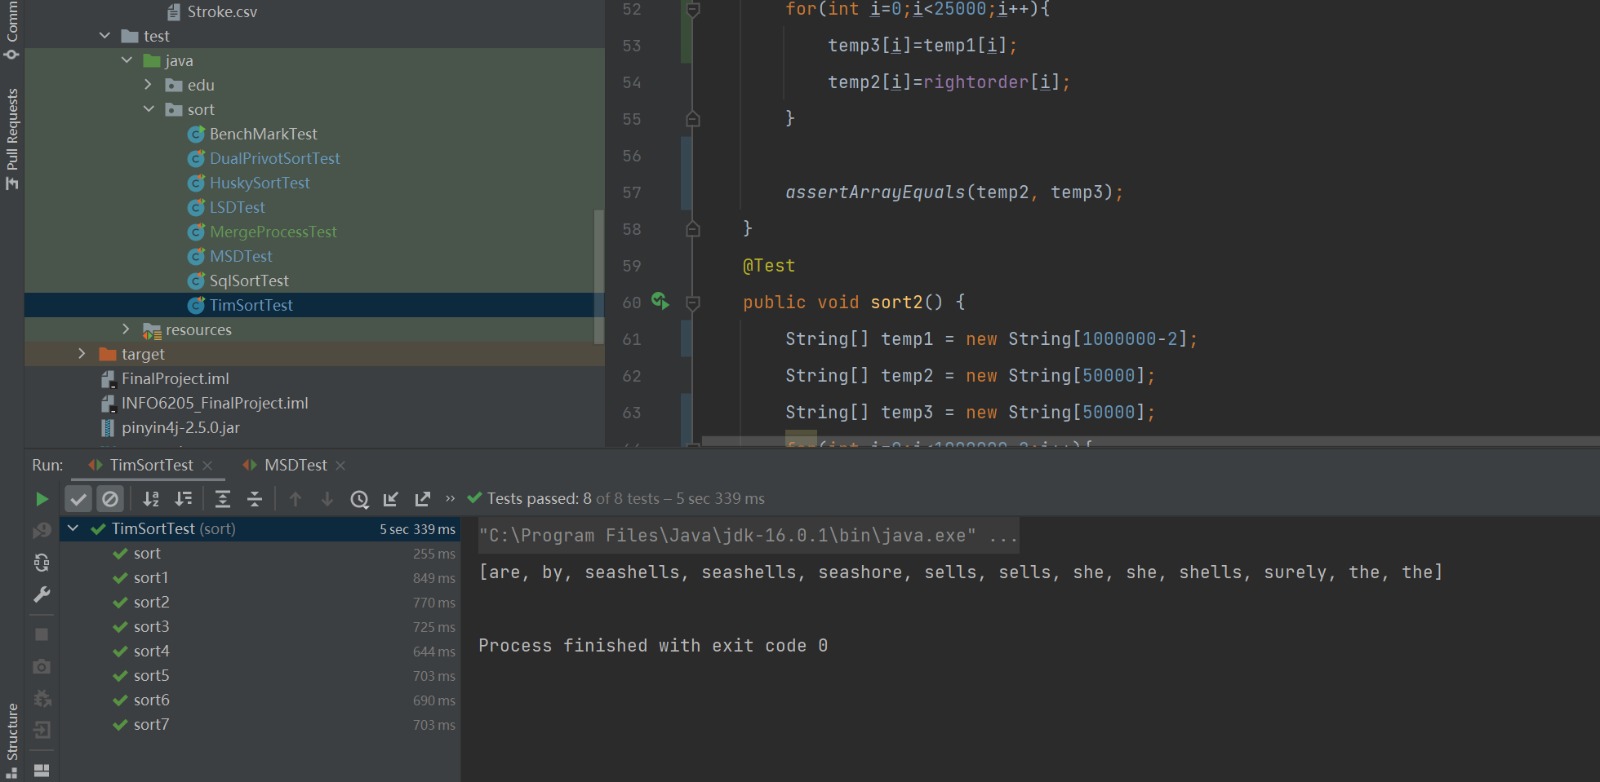 Comm
Pull Requests
Structure
Stroke.csv
test
java
edu
sort
BenchMarkTest
DualPrivotSortTest
HuskySortTest
LSDTest
MergeProcessTest
MSDTest
SqlSortTest
TimSortTest
resources
target
FinalProject.iml
INFO6205_FinalProject.iml
pinyin4j-2.5.0.jar
52 for(int i=0;i<25000;i++){
53 temp3[i]=temp1[i];
54 temp2[i]=rightorder[i];
55 }
56
57 assertArrayEquals(temp2, temp3);
58 }
59 @Test
60 public void sort2() {
61 String[] temp1 = new String[1000000-2];
62 String[] temp2 = new String[50000];
63 String[] temp3 = new String[50000];
for(int i=0;i<1000000-2;i++){
Run: TimSortTest MSDTest
Tests passed: 8 of 8 tests – 5 sec 339 ms
TimSortTest (sort) 5 sec 339 ms
sort 255 ms
sort1 849 ms
sort2 770 ms
sort3 725 ms
sort4 644 ms
sort5 703 ms
sort6 690 ms
sort7 703 ms
"C:\Program Files\Java\jdk-16.0.1\bin\java.exe" ...
[are, by, seashells, seashells, seashore, sells, sells, she, she, shells, surely, the, the]
Process finished with exit code 0